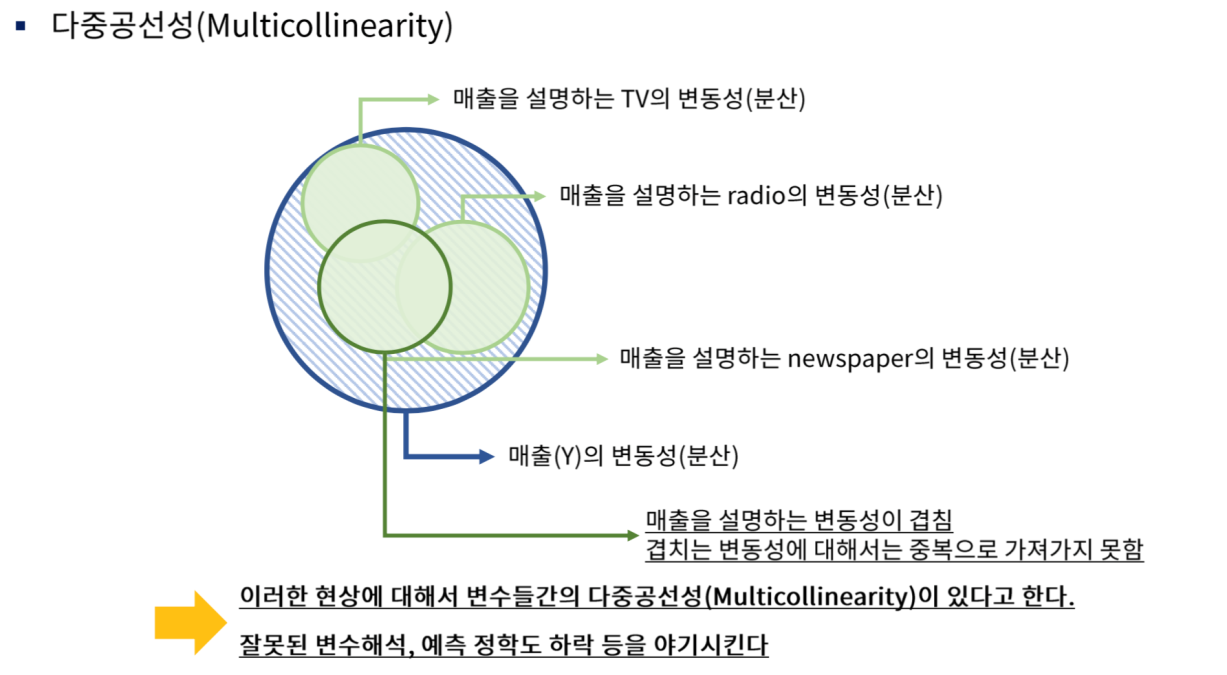 다중공선성(Multicollinearity)
매출을 설명하는 TV의 변동성(분산)
매출을 설명하는 radio의 변동성(분산)
매출을 설명하는 newspaper의 변동성(분산)
매출(Y)의 변동성(분산)
매출을 설명하는 변동성이 겹침
겹치는 변동성에 대해서는 중복으로 가져가지 못함
이러한 현상에 대해서 변수들간의 다중공선성(Multicollinearity)이 있다고 한다.
잘못된 변수해석, 예측 정학도 하락 등을 야기시킨다